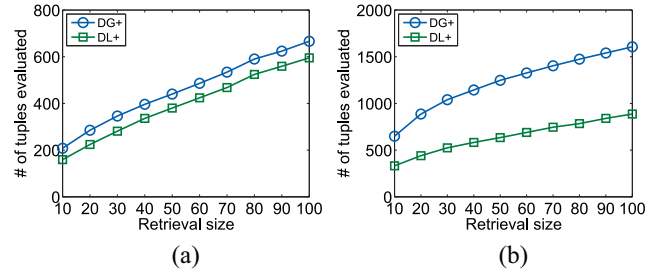 800
600
400
200
0
# of tuples evaluated
DG+
DL+
10 20 30 40 50 60 70 80 90 100
Retrieval size
(a)
2000
1500
1000
500
0
# of tuples evaluated
DG+
DL+
10 20 30 40 50 60 70 80 90 100
Retrieval size
(b)